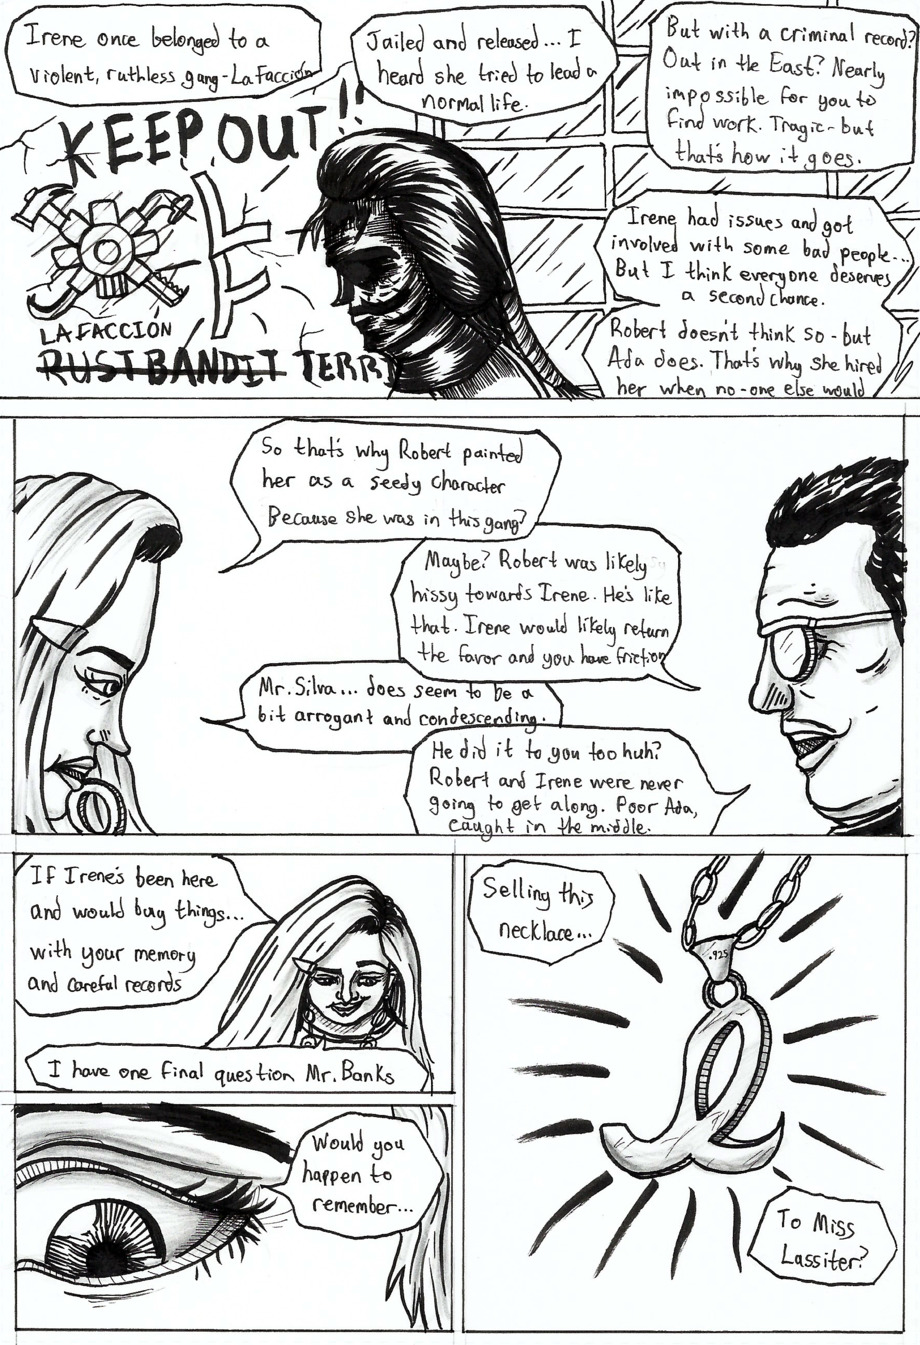 Irene once belonged to a
violent, ruthless gang-La Facción
Jailed and released... I
heard she tried to lead a
normal life.
But with a criminal record?
Out in the East? Nearly
impossible for you to
find work. Tragic-but
that's how it goes.
KEEP OUT!!
LA FACCIÓN
RUST BANDIT TERRI
Irene had issues and got
involved with some bad people...
But I think everyone deserves
a second chance.
Robert doesn't think so-but
Ada does. That's why she hired
her when no-one else would
So that's why Robert painted
her as a seedy character
Because she was in this gang?
Maybe? Robert was likely
hissy towards Irene. He's like
that. Irene would likely return
the favor and you have friction
Mr. Silva... does seem to be a
bit arrogant and condescending.
He did it to you too huh?
Robert and Irene were never
going to get along. Poor Ada,
caught in the middle.
If Irene's been here
and would buy things...
with your memory
and careful records
I have one final question Mr. Banks
Would you
happen to
remember...
Selling this
necklace...
.925
To Miss
Lassiter?